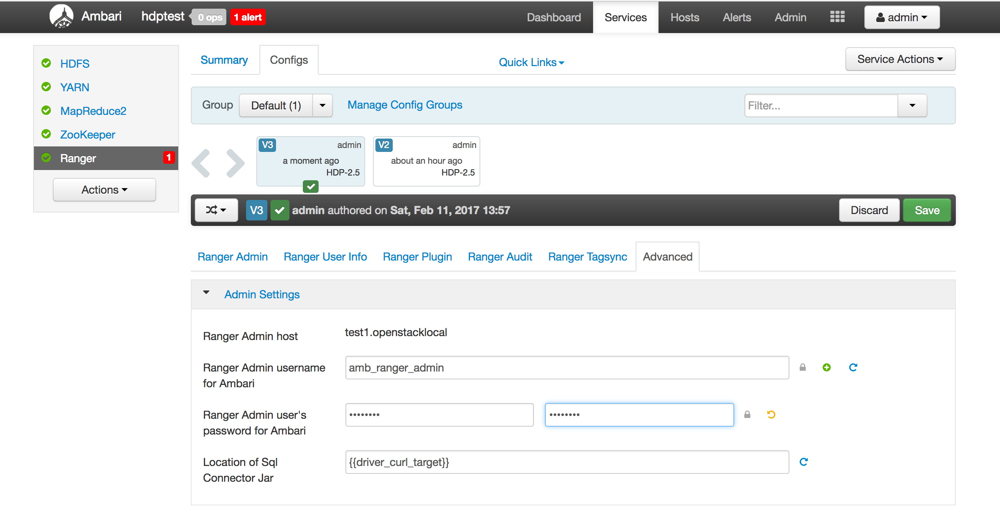 Ambari hdptest 0 ops 1 alert Dashboard Services Hosts Alerts Admin admin
HDFS
YARN
MapReduce2
ZooKeeper
Ranger 1
Actions
Summary Configs Quick Links Service Actions
Group Default (1) Manage Config Groups Filter...
V3 admin
a moment ago
HDP-2.5
V2 admin
about an hour ago
HDP-2.5
V3 admin authored on Sat, Feb 11, 2017 13:57 Discard Save
Ranger Admin Ranger User Info Ranger Plugin Ranger Audit Ranger Tagsync Advanced
Admin Settings
Ranger Admin host test1.openstacklocal
Ranger Admin username
for Ambari
amb_ranger_admin
Ranger Admin user's
password for Ambari
•••••••• ••••••••
Location of Sql
Connector Jar
{{driver_curl_target}}